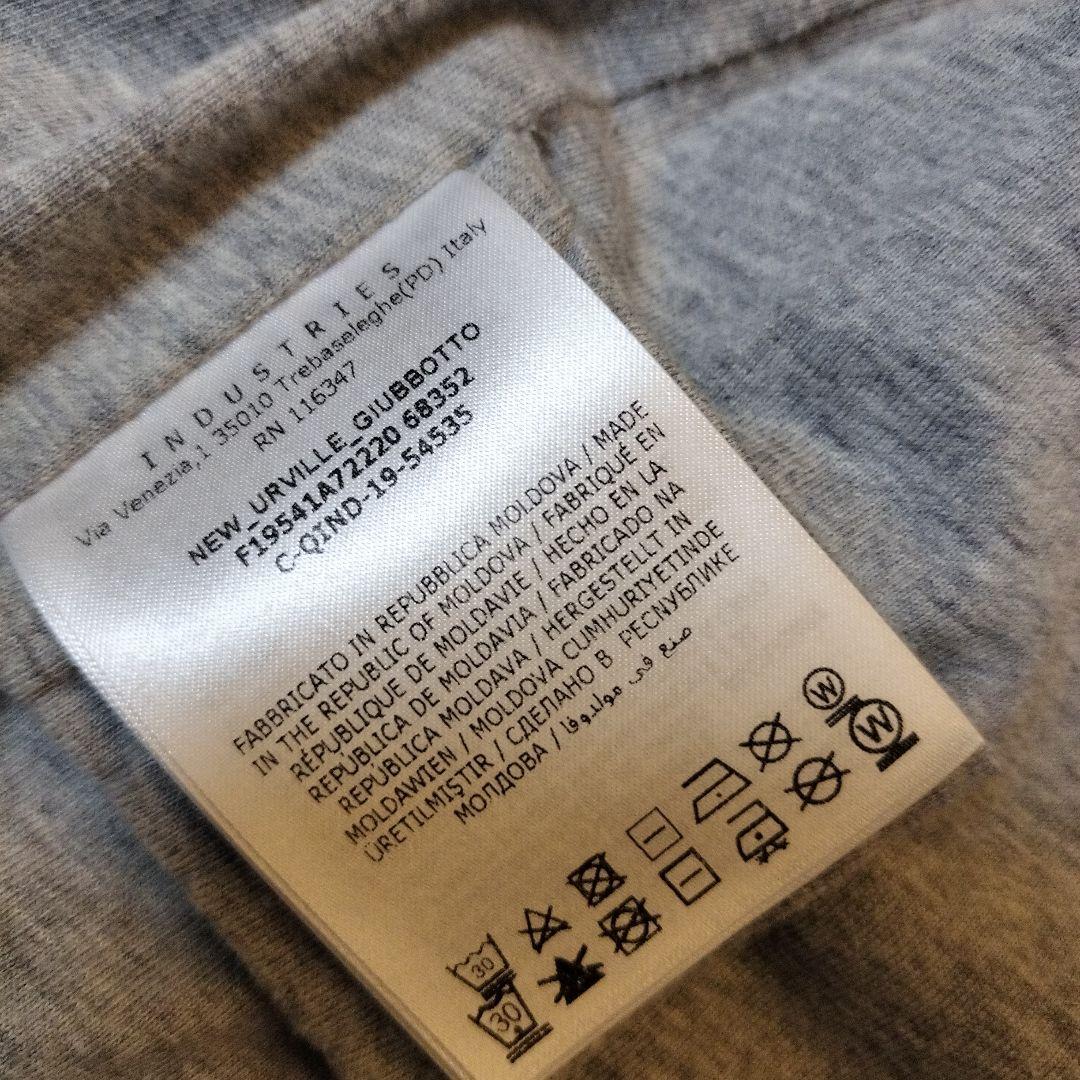 INDUSTRIES
Via Venezia,1 35010 Trebaseleghe(PD) Italy
RN 116347
NEW_URVILLE_GIUBBOTTO
F19541A72220 68352
C-QIND-19-54535
FABBRICATO IN REPUBBLICA MOLDOVA / MADE
IN THE REPUBLIC OF MOLDOVA / FABRIQUÉ EN
RÉPUBLIQUE DE MOLDAVIE / HECHO EN LA
REPUBLICA DE MOLDAVIA / FABRICADO NA
REPUBLICA MOLDAVA / HERGESTELLT IN
MOLDAWIEN / MOLDOVA CUMHURIYETINDE
ÜRETILMIŞTIR / СДЕЛАНО В РЕСПУБЛИКЕ
МОЛДОВА / صنع في مولدوفا
W
W
30
30